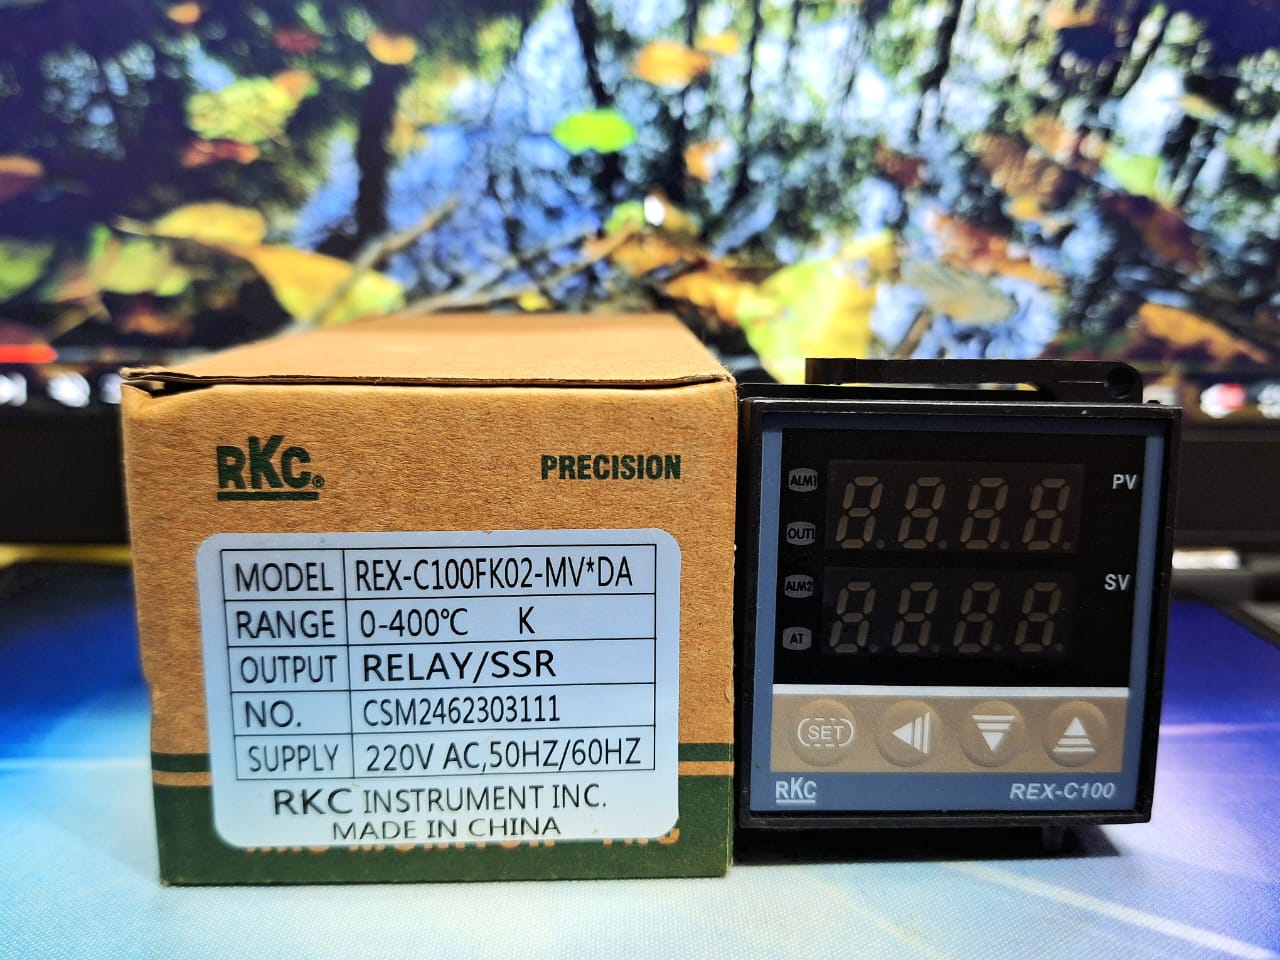 RKC®
PRECISION
MODEL REX-C100FK02-MV*DA
RANGE 0-400℃ K
OUTPUT RELAY/SSR
NO. CSM2462303111
SUPPLY 220V AC,50HZ/60HZ
RKC INSTRUMENT INC.
MADE IN CHINA
ALM1
PV
OUT1
ALM2
SV
AT
SET
RKC
REX-C100